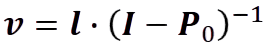 𝒗 = 𝒍 ∙ (𝑰 − 𝑷₀)⁻¹